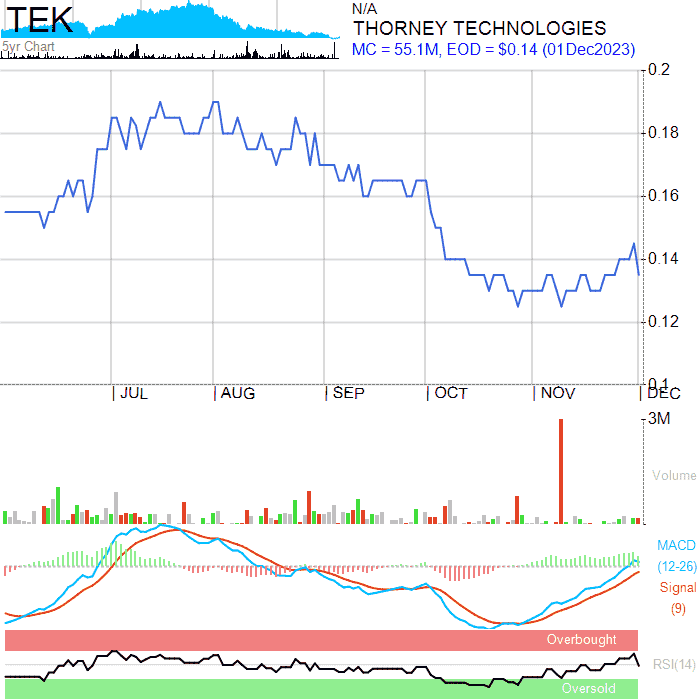 TEK
5yr Chart
N/A
THORNEY TECHNOLOGIES
MC = 55.1M, EOD = $0.14 (01Dec2023)
0.2
0.18
0.16
0.14
0.12
0.1
JUL AUG SEP OCT NOV DEC
3M
Volume
MACD
(12-26)
Signal
(9)
Overbought
RSI(14)
Oversold